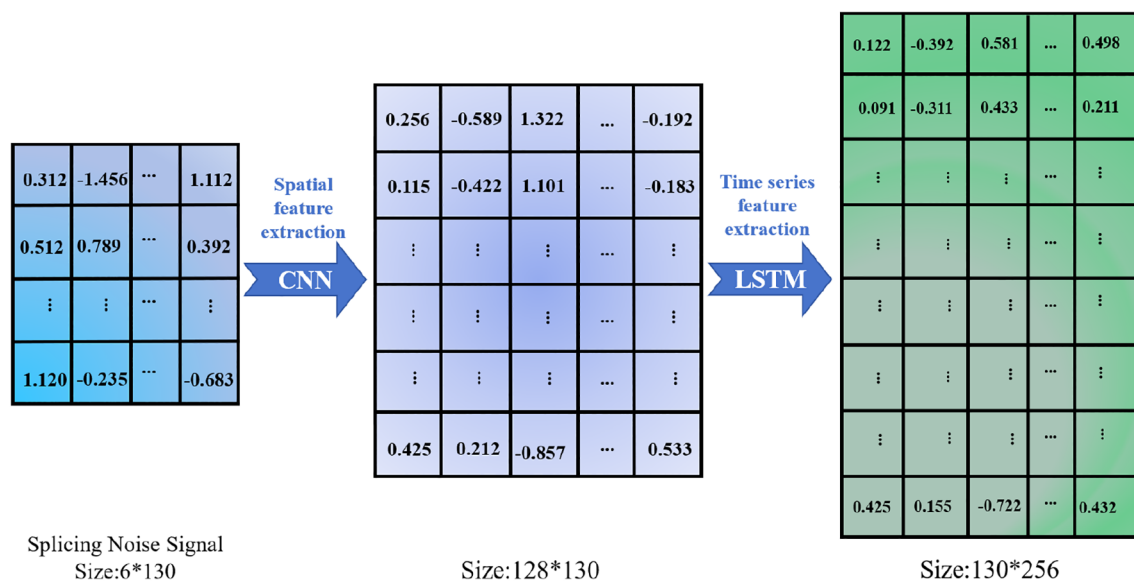 0.312 -1.456 ... 1.112
0.512 0.789 ... 0.392
⋮ ⋮ ... ⋮
1.120 -0.235 ... -0.683
Splicing Noise Signal
Size:6*130
Spatial
feature
extraction
CNN
0.256 -0.589 1.322 ... -0.192
0.115 -0.422 1.101 ... -0.183
⋮ ⋮ ⋮ ... ⋮
⋮ ⋮ ⋮ ... ⋮
⋮ ⋮ ⋮ ... ⋮
0.425 0.212 -0.857 ... 0.533
Size:128*130
Time series
feature
extraction
LSTM
0.122 -0.392 0.581 ... 0.498
0.091 -0.311 0.433 ... 0.211
⋮ ⋮ ⋮ ... ⋮
⋮ ⋮ ⋮ ... ⋮
⋮ ⋮ ⋮ ... ⋮
⋮ ⋮ ⋮ ... ⋮
⋮ ⋮ ⋮ ... ⋮
0.425 0.155 -0.722 ... 0.432
Size:130*256